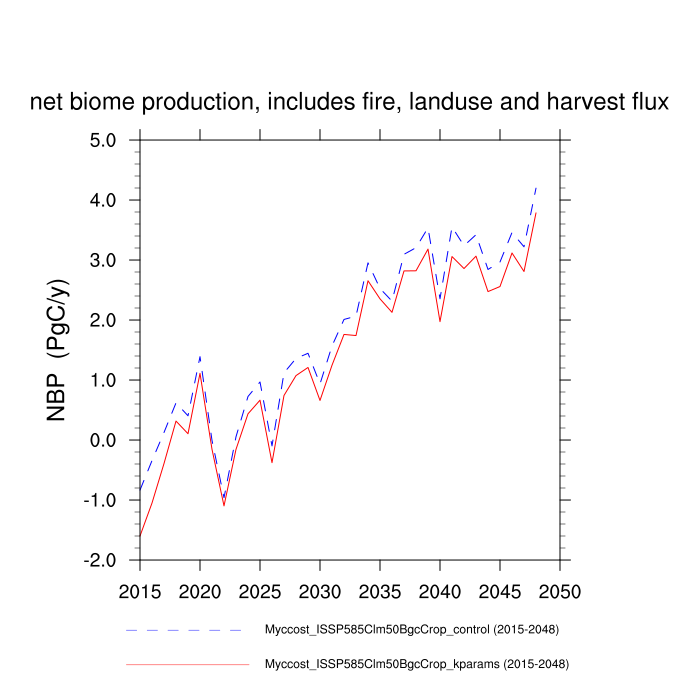 net biome production, includes fire, landuse and harvest flux
5.0
4.0
3.0
2.0
1.0
0.0
-1.0
-2.0
NBP (PgC/y)
2015 2020 2025 2030 2035 2040 2045 2050
Myccost_ISSP585Clm50BgcCrop_control (2015-2048)
Myccost_ISSP585Clm50BgcCrop_kparams (2015-2048)